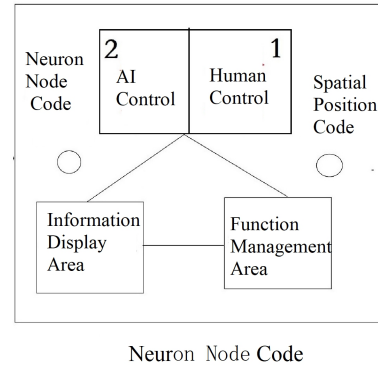 2
1
Neuron
Node
Code
AI
Control
Human
Control
Spatial
Position
Code
Information
Display
Area
Function
Management
Area
Neuron Node Code